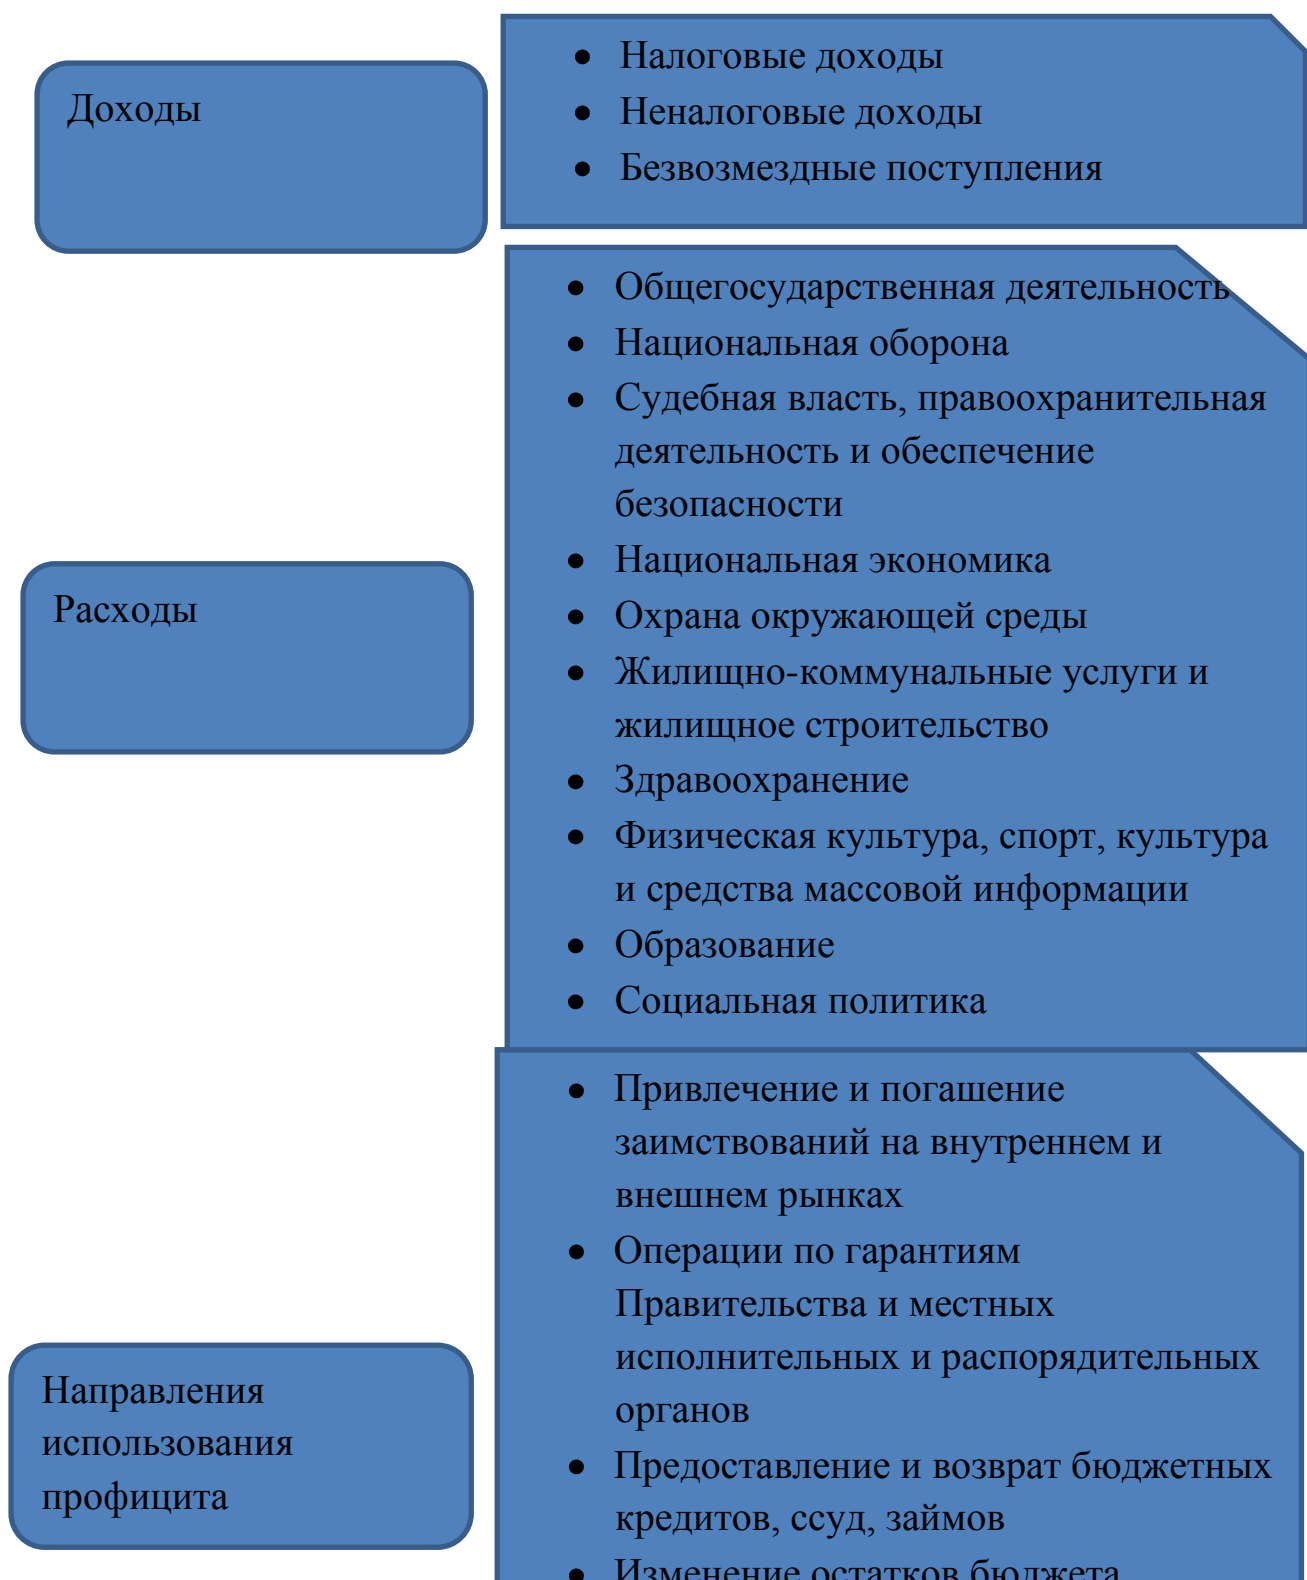 Доходы
• Налоговые доходы
• Неналоговые доходы
• Безвозмездные поступления
Расходы
• Общегосударственная деятельность
• Национальная оборона
• Судебная власть, правоохранительная
деятельность и обеспечение
безопасности
• Национальная экономика
• Охрана окружающей среды
• Жилищно-коммунальные услуги и
жилищное строительство
• Здравоохранение
• Физическая культура, спорт, культура
и средства массовой информации
• Образование
• Социальная политика
Направления
использования
профицита
• Привлечение и погашение
заимствований на внутреннем и
внешнем рынках
• Операции по гарантиям
Правительства и местных
исполнительных и распорядительных
органов
• Предоставление и возврат бюджетных
кредитов, ссуд, займов
• Изменение остатков бюджета